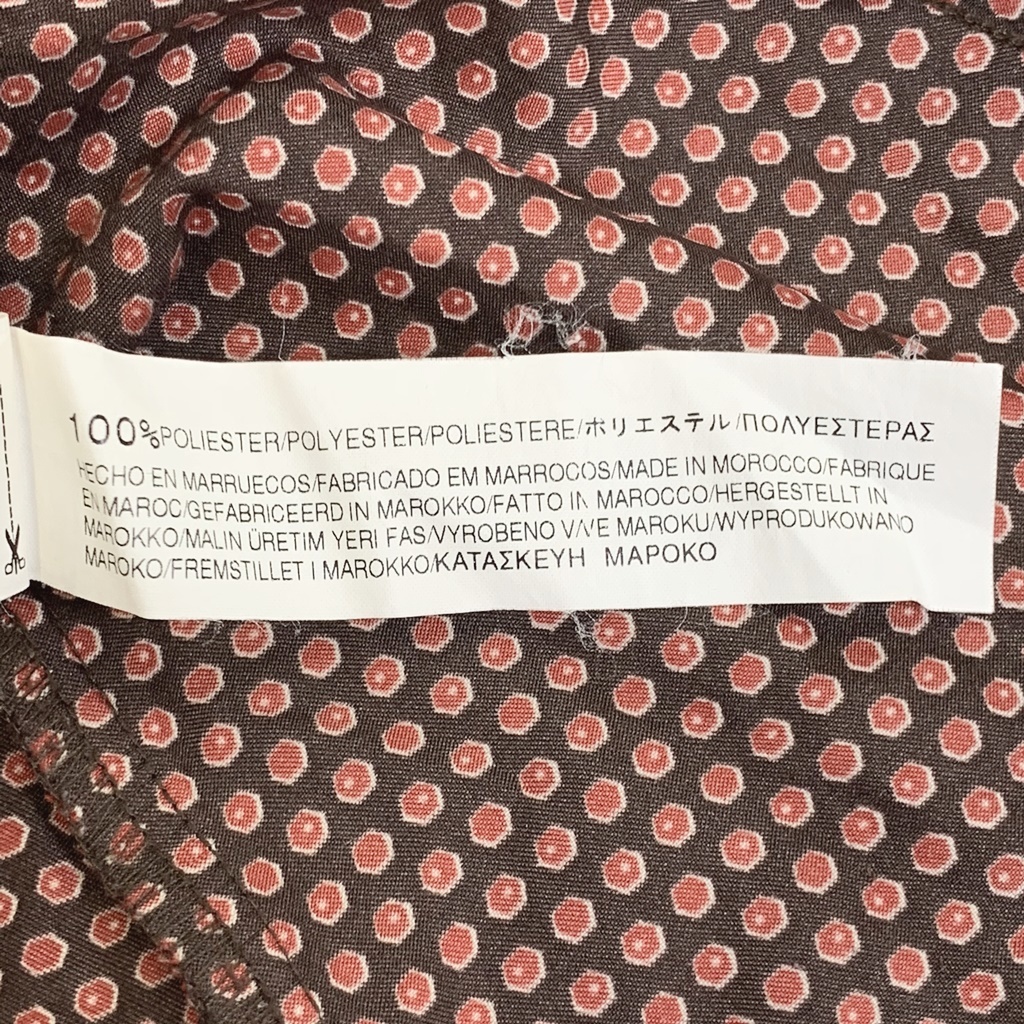 100%POLIESTER/POLYESTER/POLIESTERE/ポリエステル/ΠΟΛΥΕΣΤΕΡΑΣ
HECHO EN MARRUECOS/FABRICADO EM MARROCOS/MADE IN MOROCCO/FABRIQUE
EN MAROC/GEFABRICEERD IN MAROKKO/FATTO IN MAROCCO/HERGESTELLT IN
MAROKKO/MALIN ÜRETIM YERI FAS/VYROBENO V/VE MAROKU/WYPRODUKOWANO
MAROKO/FREMSTILLET I MAROKKO/ΚΑΤΑΣΚΕΥΗ ΜΑΡΟΚΟ